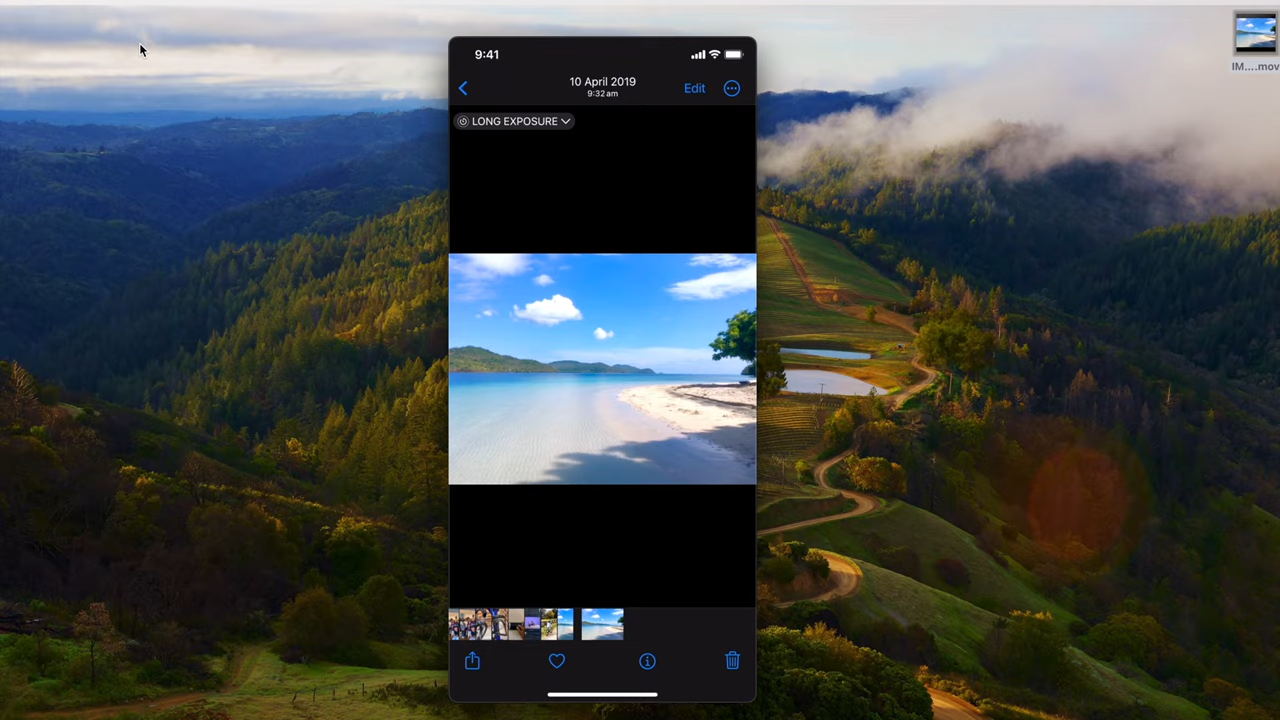 9:41
10 April 2019
9:32 am
Edit
LONG EXPOSURE
IM....mov